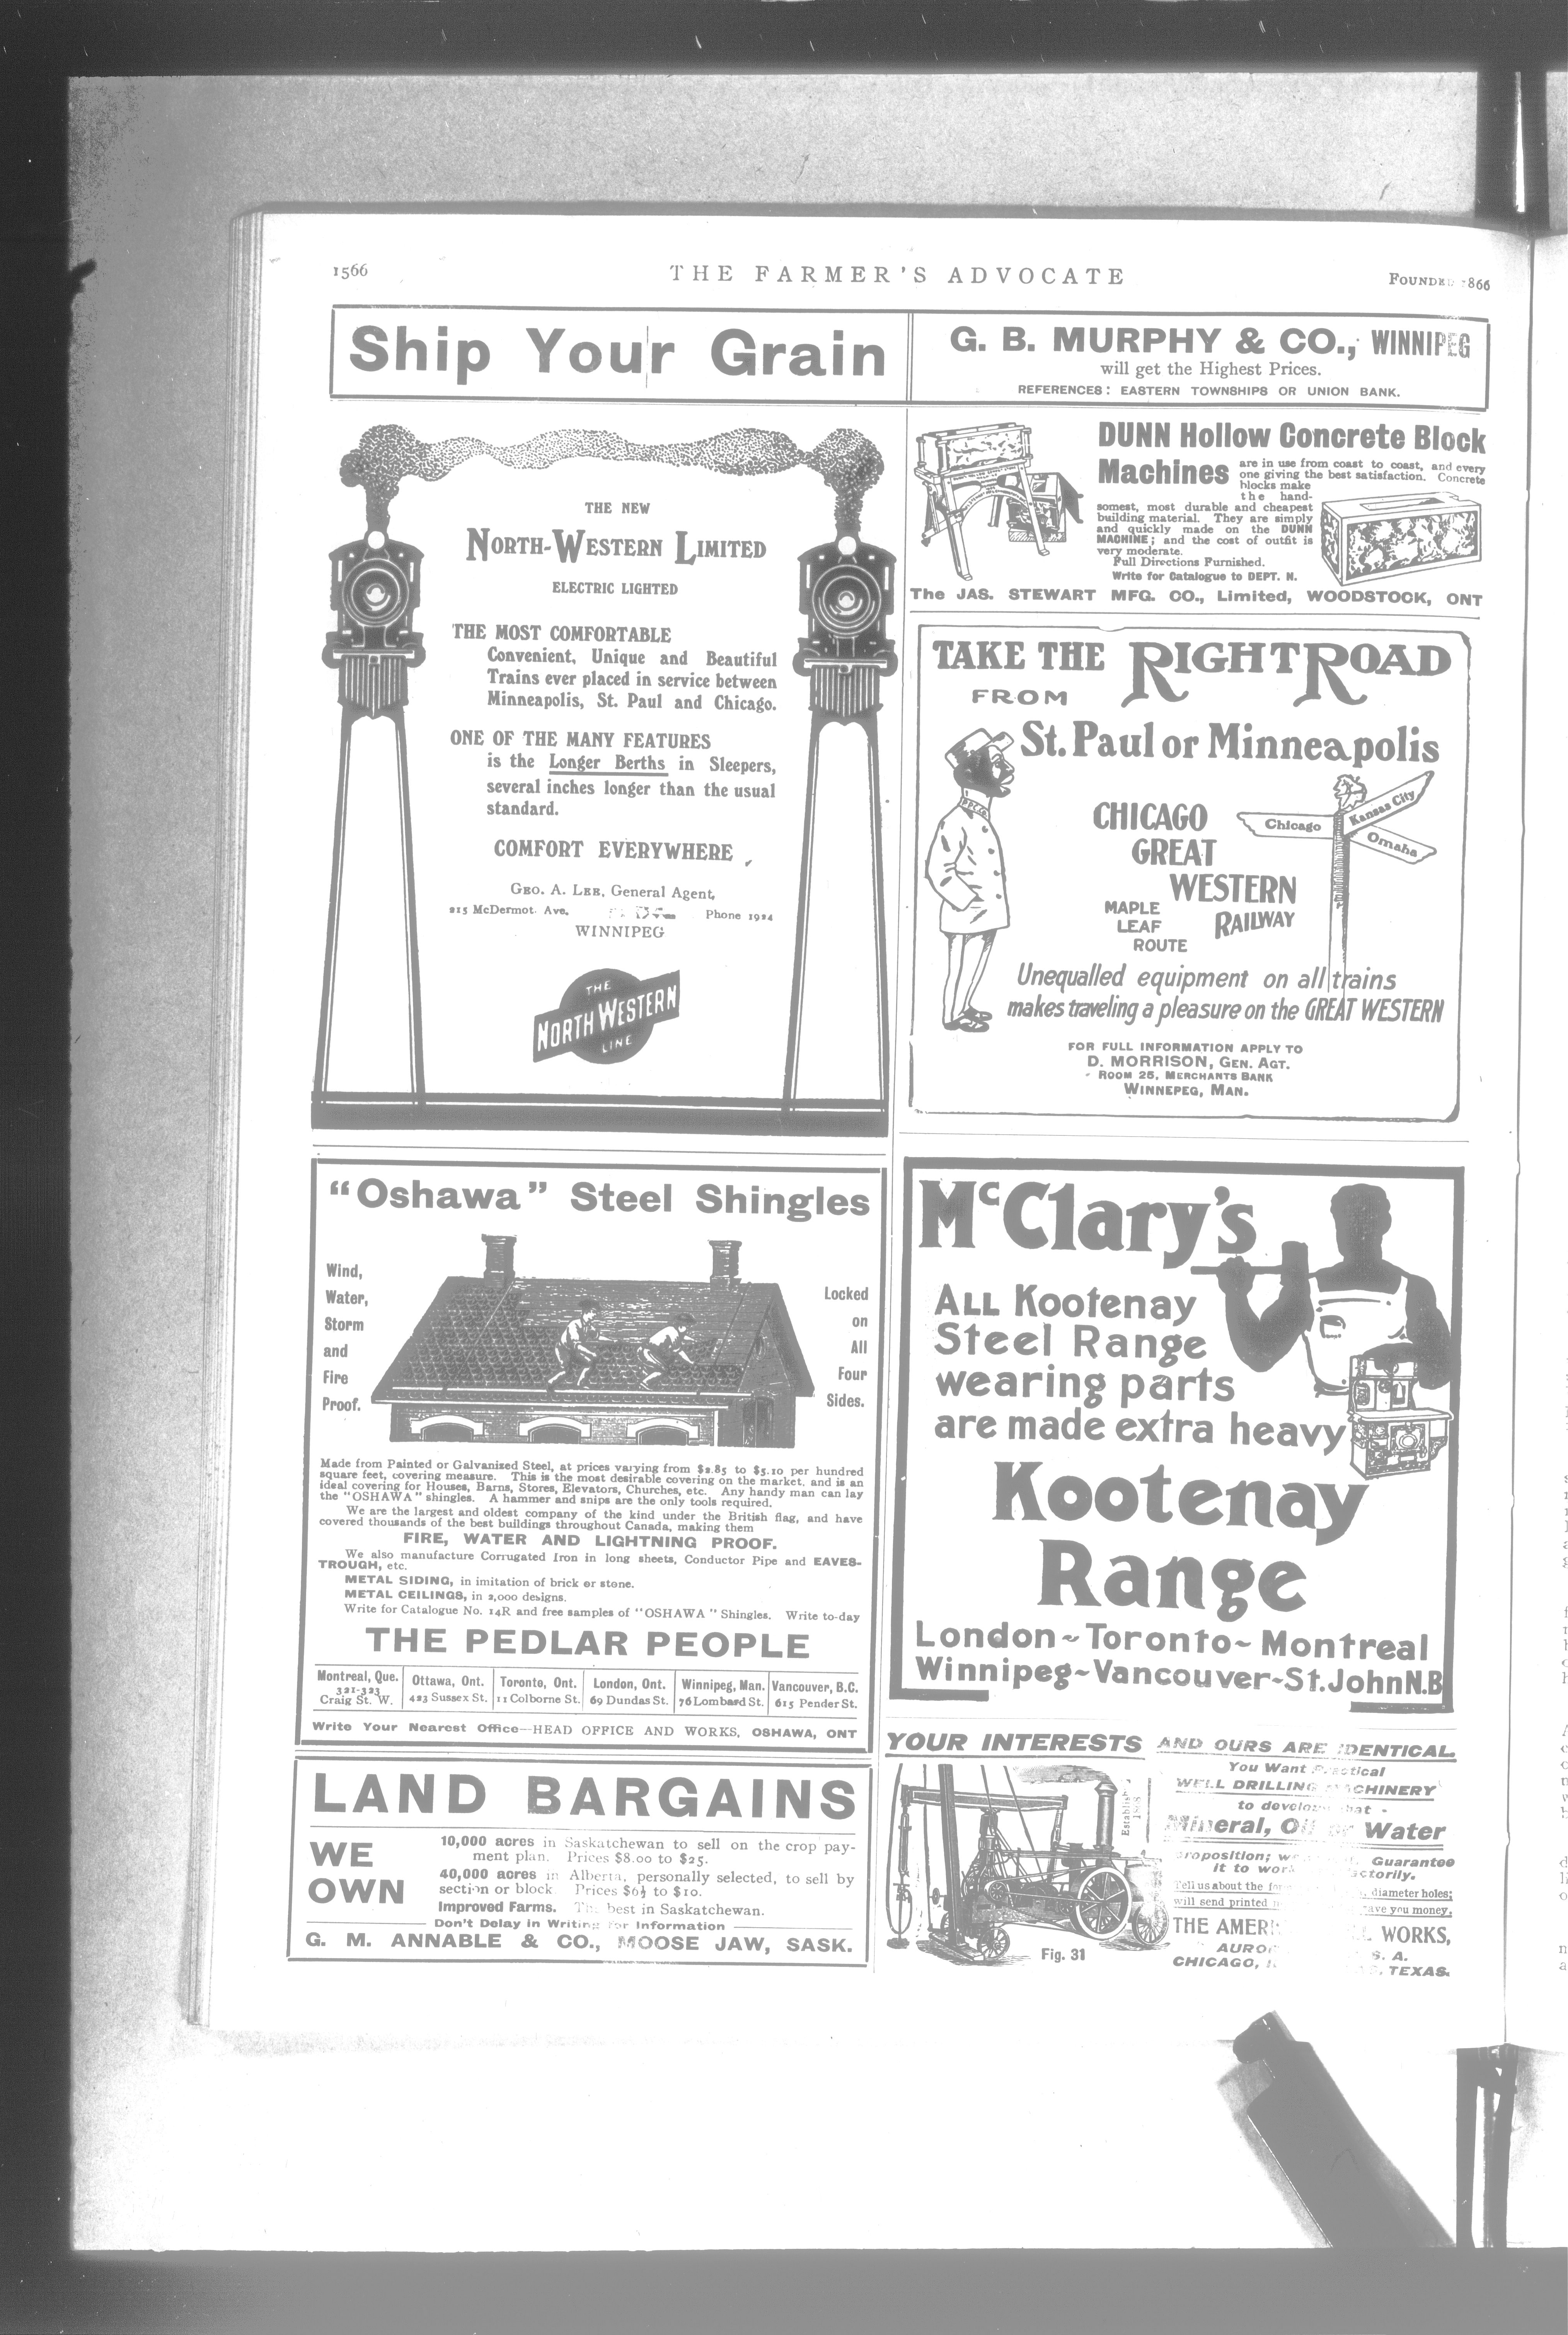 1566
THE FARMER'S ADVOCATE
FOUNDED 1866
Ship Your Grain
G. B. MURPHY & CO., WINNIPEG
will get the Highest Prices.
REFERENCES: EASTERN TOWNSHIPS OR UNION BANK.
THE NEW
NORTH-WESTERN LIMITED
ELECTRIC LIGHTED
THE MOST COMFORTABLE
Convenient, Unique and Beautiful
Trains ever placed in service between
Minneapolis, St. Paul and Chicago.
ONE OF THE MANY FEATURES
is the Longer Berths in Sleepers,
several inches longer than the usual
standard.
COMFORT EVERYWHERE
GEO. A. LEE, General Agent,
215 McDermot Ave. Phone 1924
WINNIPEG
THE
NORTH WESTERN
LINE
DUNN Hollow Concrete Block
Machines are in use from coast to coast, and every
one giving the best satisfaction. Concrete
blocks make
the hand-
somest, most durable and cheapest
building material. They are simply
and quickly made on the DUNN
MACHINE; and the cost of outfit is
very moderate.
Full Directions Furnished.
Write for Catalogue to DEPT. N.
The JAS. STEWART MFG. CO., Limited, WOODSTOCK, ONT
TAKE THE RIGHT ROAD
FROM
St. Paul or Minneapolis
P.P.C.Co.
Chicago
Kansas City
Omaha
CHICAGO
GREAT
WESTERN
RAILWAY
MAPLE
LEAF
ROUTE
Unequalled equipment on all trains
makes traveling a pleasure on the GREAT WESTERN
FOR FULL INFORMATION APPLY TO
D. MORRISON, GEN. AGT.
ROOM 25, MERCHANTS BANK
WINNEPEG, MAN.
"Oshawa" Steel Shingles
Wind,
Water,
Storm
and
Fire
Proof.
Locked
on
All
Four
Sides.
Made from Painted or Galvanized Steel, at prices varying from $2.85 to $5.10 per hundred
square feet, covering measure. This is the most desirable covering on the market, and is an
ideal covering for Houses, Barns, Stores, Elevators, Churches, etc. Any handy man can lay
the "OSHAWA" shingles. A hammer and snips are the only tools required.
We are the largest and oldest company of the kind under the British flag, and have
covered thousands of the best buildings throughout Canada, making them
FIRE, WATER AND LIGHTNING PROOF.
We also manufacture Corrugated Iron in long sheets, Conductor Pipe and EAVES-
TROUGH, etc.
METAL SIDING, in imitation of brick or stone.
METAL CEILINGS, in 2,000 designs.
Write for Catalogue No. 14R and free samples of "OSHAWA" Shingles. Write to-day
THE PEDLAR PEOPLE
Montreal, Que. 321-323 Craig St. W.
Ottawa, Ont. 423 Sussex St.
Toronto, Ont. 11 Colborne St.
London, Ont. 69 Dundas St.
Winnipeg, Man. 76 Lombard St.
Vancouver, B.C. 615 Pender St.
Write Your Nearest Office—HEAD OFFICE AND WORKS, OSHAWA, ONT
McClary's
ALL Kootenay
Steel Range
wearing parts
are made extra heavy
Kootenay
Range
London~Toronto~Montreal
Winnipeg~Vancouver~St. John N.B
LAND BARGAINS
WE
OWN
10,000 acres in Saskatchewan to sell on the crop pay-
ment plan. Prices $8.00 to $25.
40,000 acres in Alberta, personally selected, to sell by
section or block. Prices $6½ to $10.
Improved Farms. The best in Saskatchewan.
Don't Delay in Writing for Information
G. M. ANNABLE & CO., MOOSE JAW, SASK.
YOUR INTERESTS AND OURS ARE IDENTICAL.
You Want Practical
WELL DRILLING MACHINERY
to develop that
Mineral, Oil or Water
proposition; Guarantee
it to work
Tell us about the diameter holes;
will send printed save you money.
THE AMERICAN WELL WORKS,
CHICAGO, TEXAS.
Fig. 31
Established 1868